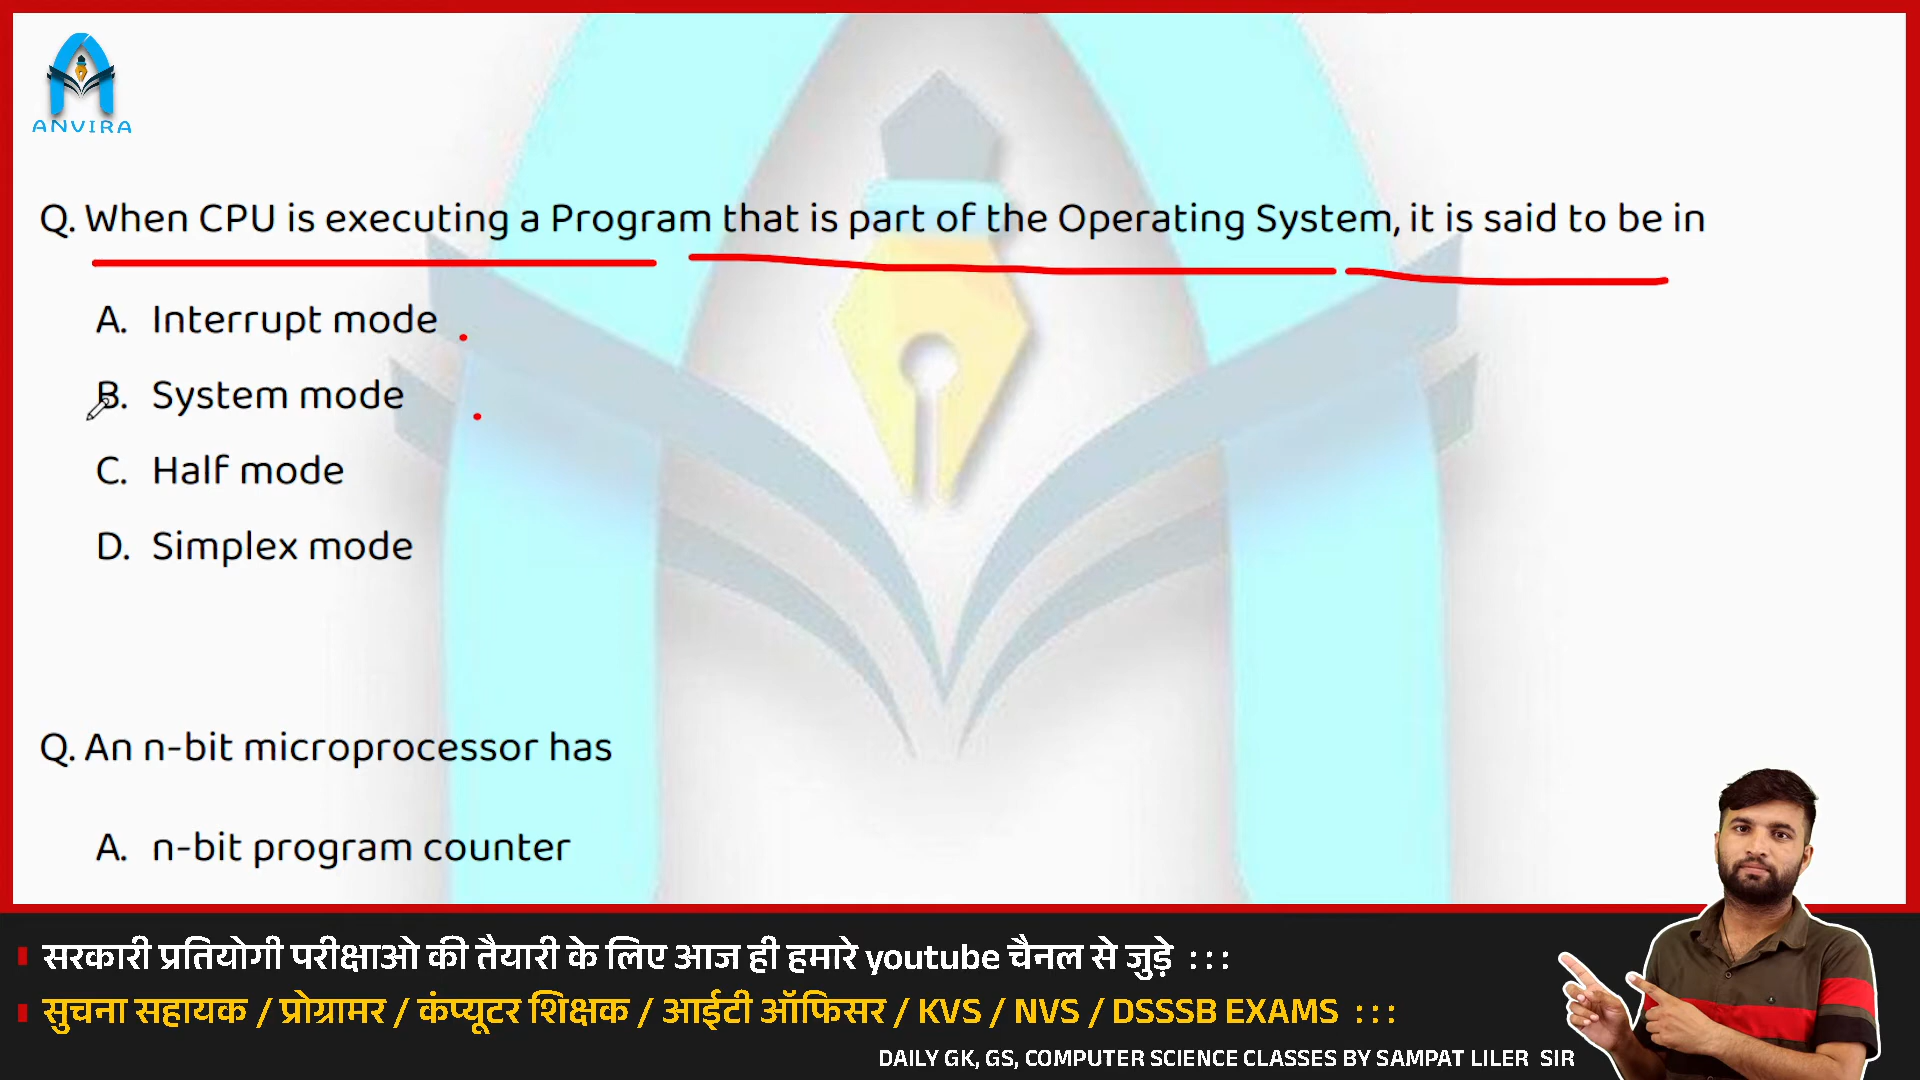 ANVIRA
Q. When CPU is executing a Program that is part of the Operating System, it is said to be in
A. Interrupt mode
B. System mode
C. Half mode
D. Simplex mode
Q. An n-bit microprocessor has
A. n-bit program counter
सरकारी प्रतियोगी परीक्षाओ की तैयारी के लिए आज ही हमारे youtube चैनल से जुड़े :::
सुचना सहायक / प्रोग्रामर / कंप्यूटर शिक्षक / आईटी ऑफिसर / KVS / NVS / DSSSB EXAMS :::
DAILY GK, GS, COMPUTER SCIENCE CLASSES BY SAMPAT LILER SIR